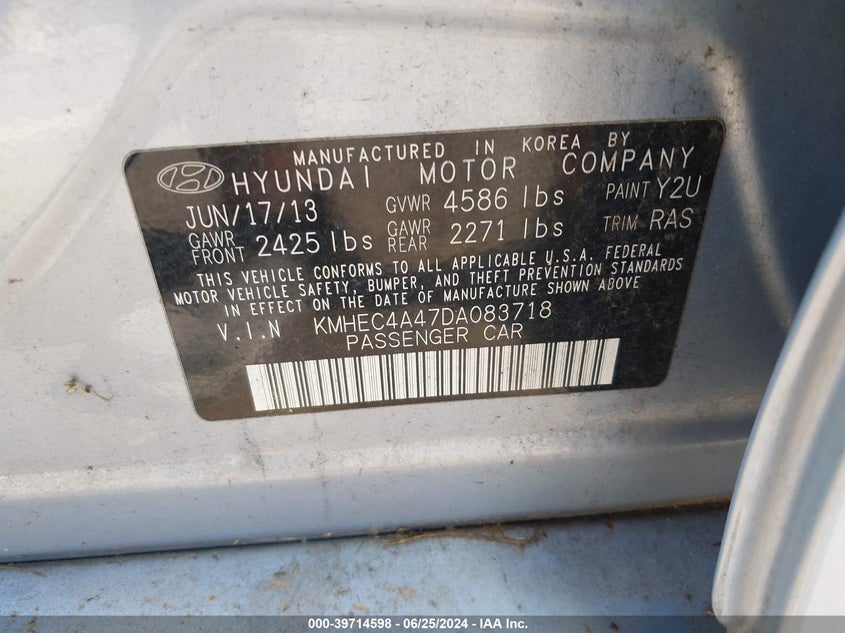 MANUFACTURED IN KOREA BY
HYUNDAI MOTOR COMPANY
JUN/17/13 GVWR 4586 lbs PAINT Y2U
GAWR FRONT 2425 lbs GAWR REAR 2271 lbs TRIM RAS
THIS VEHICLE CONFORMS TO ALL APPLICABLE U.S.A. FEDERAL
MOTOR VEHICLE SAFETY, BUMPER, AND THEFT PREVENTION STANDARDS
IN EFFECT ON THE DATE OF MANUFACTURE SHOWN ABOVE.
V.I.N KMHEC4A47DA083718
PASSENGER CAR
000-39714598 - 06/25/2024 - IAA Inc.